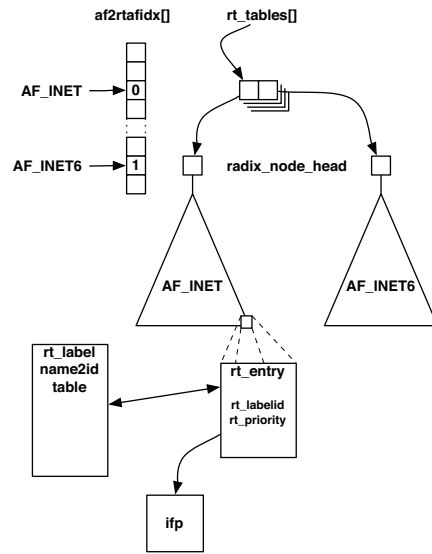 af2rtafidx[]
rt_tables[]
AF_INET
0
AF_INET6
1
radix_node_head
AF_INET
AF_INET6
rt_label
name2id
table
rt_entry
rt_labelid
rt_priority
ifp